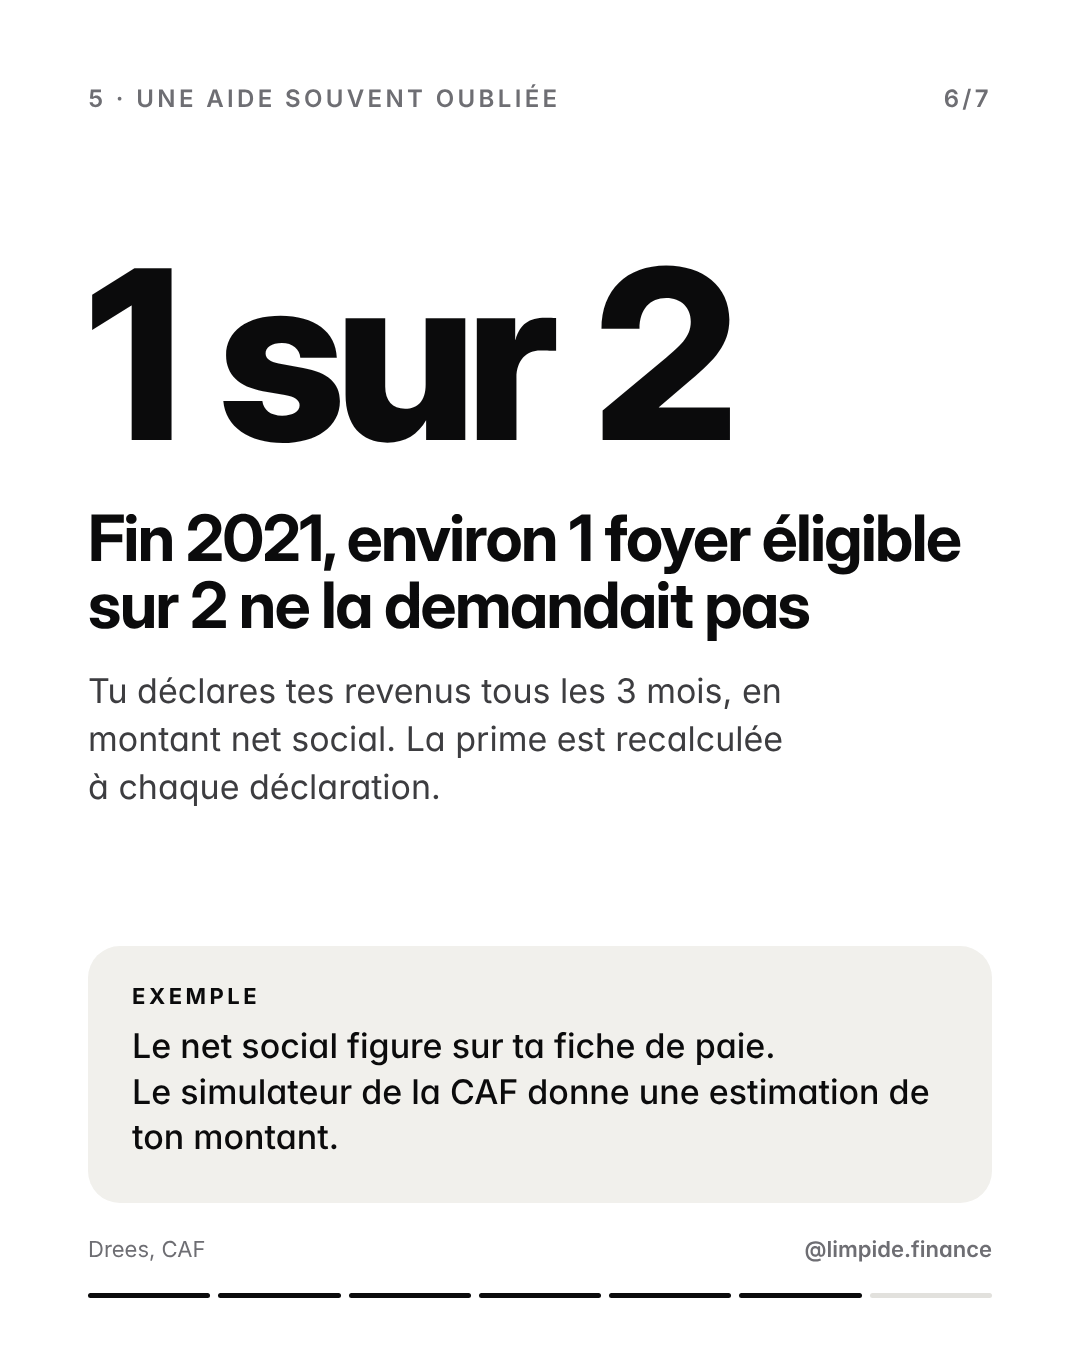 5 · UNE AIDE SOUVENT OUBLIÉE
6/7
1 sur 2
Fin 2021, environ 1 foyer éligible
sur 2 ne la demandait pas
Tu déclares tes revenus tous les 3 mois, en
montant net social. La prime est recalculée
à chaque déclaration.
EXEMPLE
Le net social figure sur ta fiche de paie.
Le simulateur de la CAF donne une estimation de
ton montant.
Drees, CAF
@limpide.finance